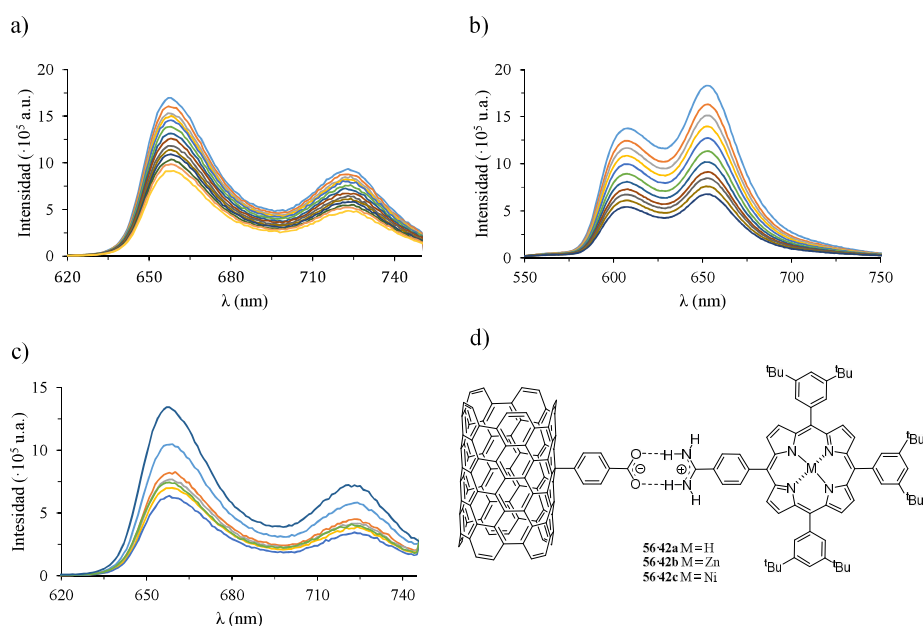 a)
Intensidad (·10⁵ a.u.)
20
15
10
5
0
620 650 680 710 740
λ (nm)
b)
Intensidad (·10⁵ u.a.)
20
15
10
5
0
550 600 650 700 750
λ (nm)
c)
Intesidad (·10⁵ u.a.)
15
10
5
0
620 650 680 710 740
λ (nm)
d)
ᵗBu
ᵗBu
O
⊖
O
H
H
N
⊕
H
N
H
N
N
M
N
N
ᵗBu
ᵗBu
ᵗBu
ᵗBu
56·42a M = H
56·42b M = Zn
56·42c M = Ni